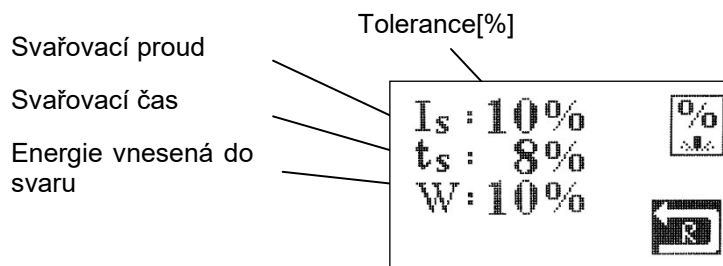 Tolerance[%]
Svařovací proud
Svařovací čas
Energie vnesená do
svaru
Is : 10%
ts : 8%
W : 10%
%
R